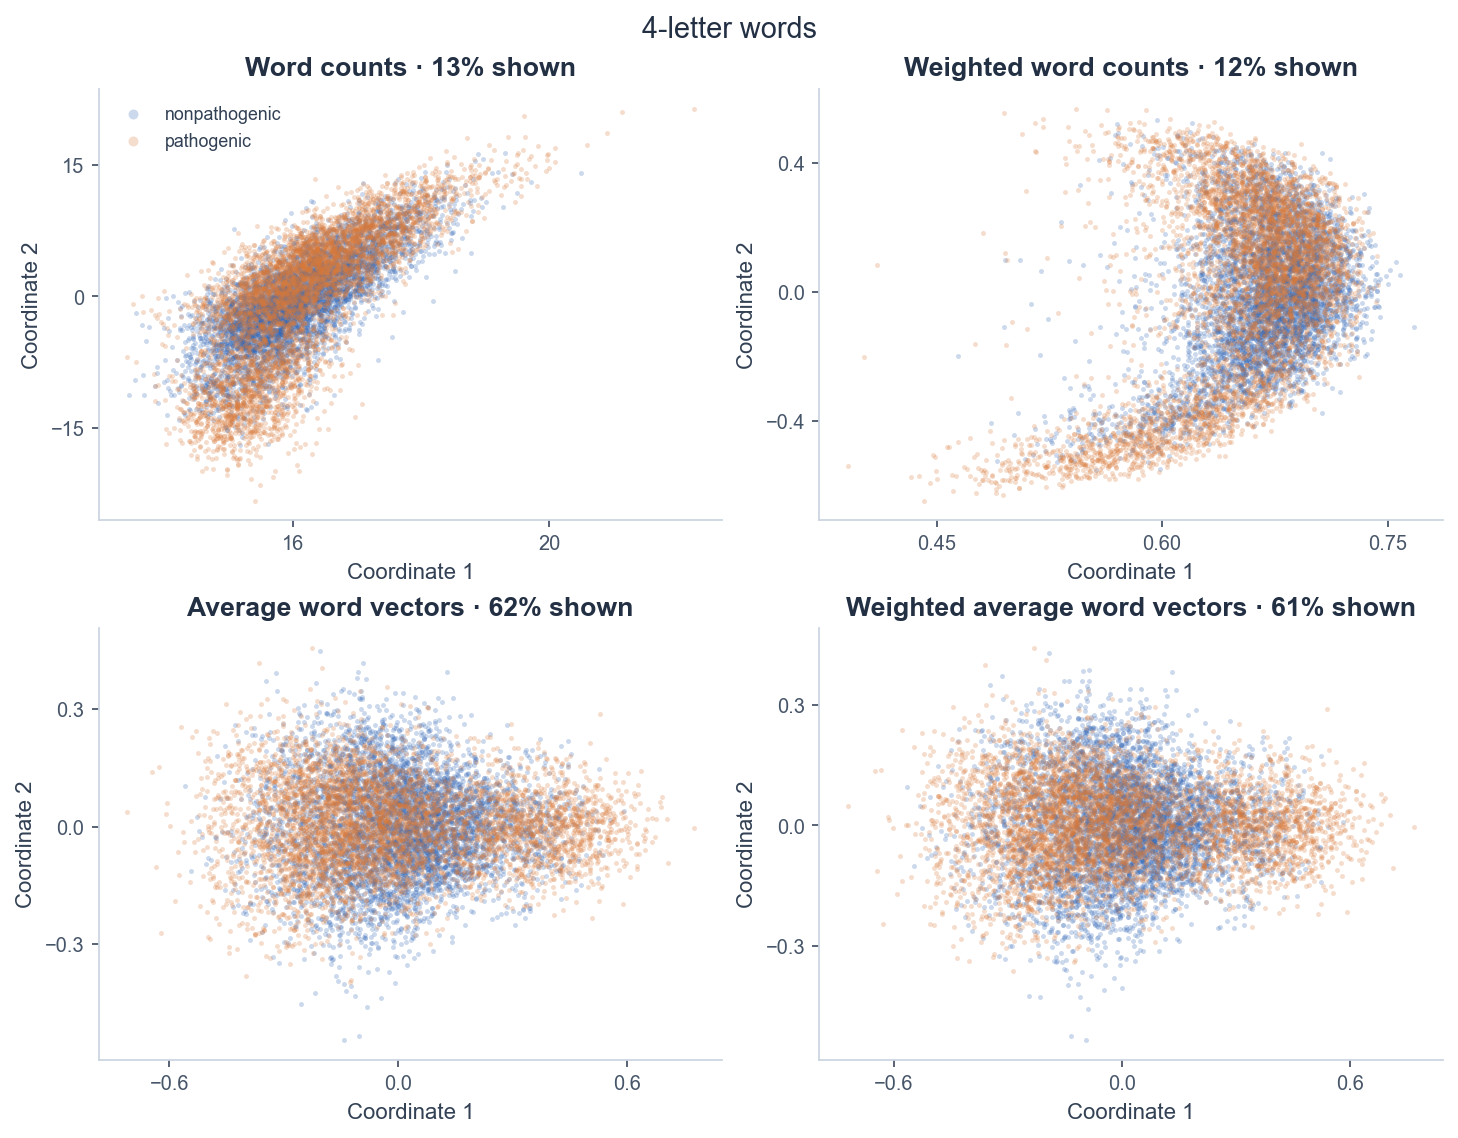 4-letter words
Word counts · 13% shown
nonpathogenic
pathogenic
15
0
−15
Coordinate 2
16
20
Coordinate 1
Weighted word counts · 12% shown
0.4
0.0
−0.4
Coordinate 2
0.45
0.60
0.75
Coordinate 1
Average word vectors · 62% shown
0.3
0.0
−0.3
Coordinate 2
−0.6
0.0
0.6
Coordinate 1
Weighted average word vectors · 61% shown
0.3
0.0
−0.3
Coordinate 2
−0.6
0.0
0.6
Coordinate 1